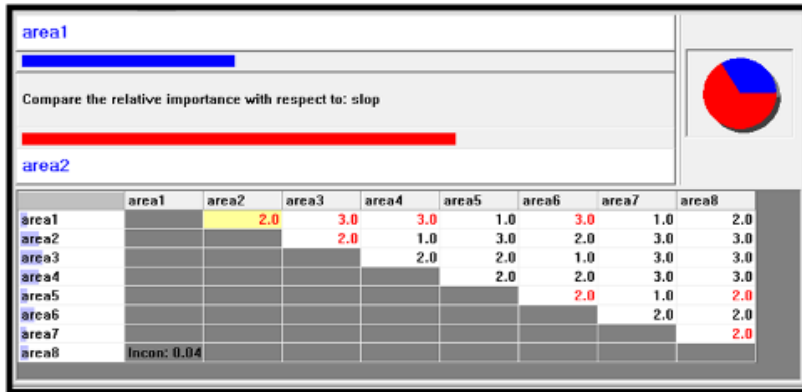 area1
Compare the relative importance with respect to: slop
area2
area1 area2 area3 area4 area5 area6 area7 area8
area1 2.0 3.0 3.0 1.0 3.0 1.0 2.0
area2 2.0 1.0 3.0 2.0 3.0 3.0
area3 2.0 2.0 1.0 3.0 3.0
area4 2.0 2.0 3.0 3.0
area5 2.0 1.0 2.0
area6 2.0 2.0
area7 2.0
area8 Incon: 0.04